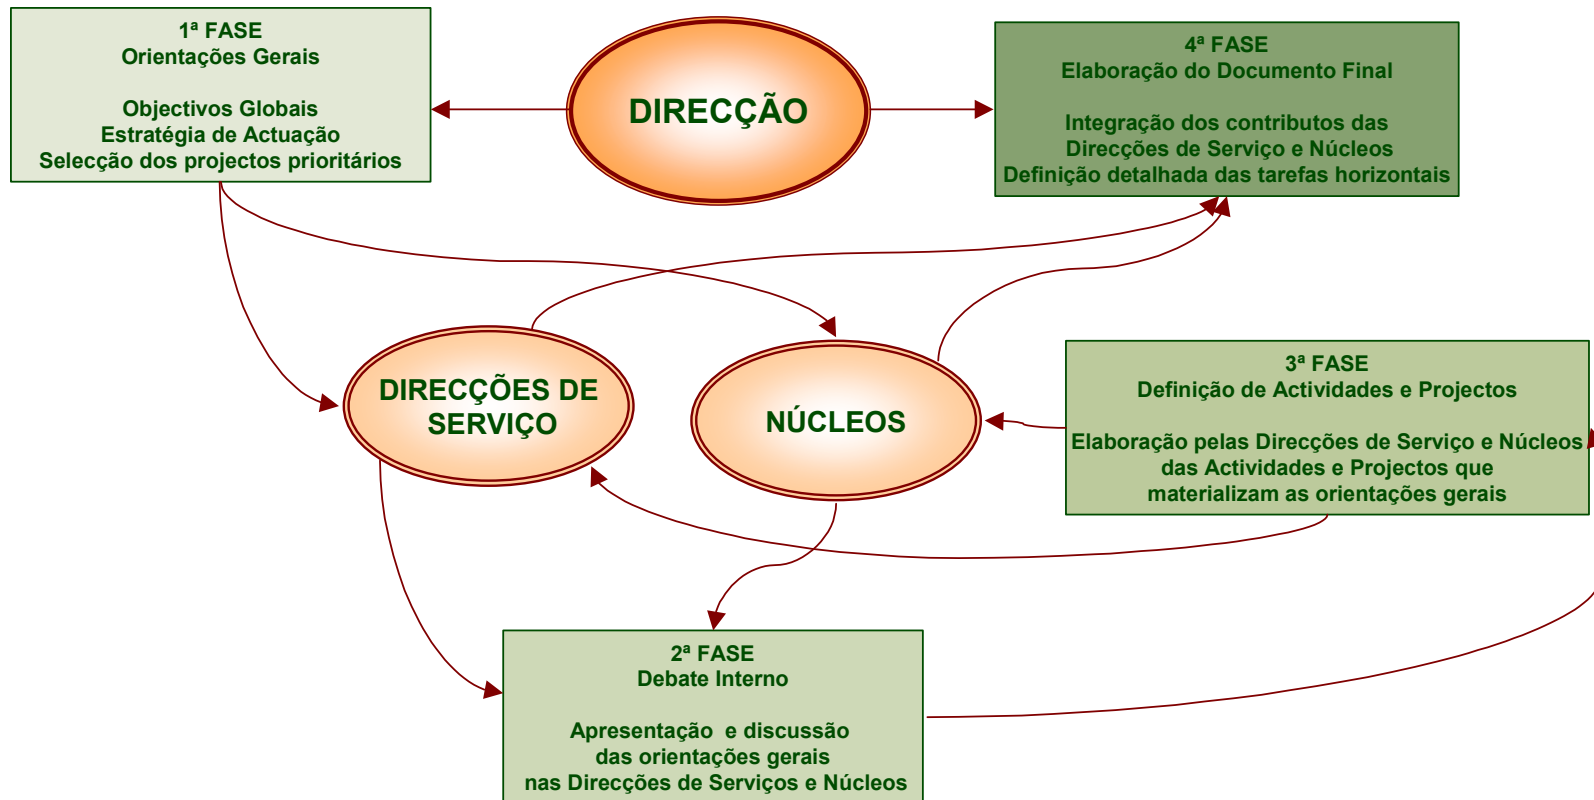 1ª FASE
Orientações Gerais
Objectivos Globais
Estratégia de Actuação
Selecção dos projectos prioritários
DIRECÇÃO
4ª FASE
Elaboração do Documento Final
Integração dos contributos das
Direcções de Serviço e Núcleos
Definição detalhada das tarefas horizontais
DIRECÇÕES DE
SERVIÇO
NÚCLEOS
3ª FASE
Definição de Actividades e Projectos
Elaboração pelas Direcções de Serviço e Núcleos
das Actividades e Projectos que
materializam as orientações gerais
2ª FASE
Debate Interno
Apresentação e discussão
das orientações gerais
nas Direcções de Serviços e Núcleos